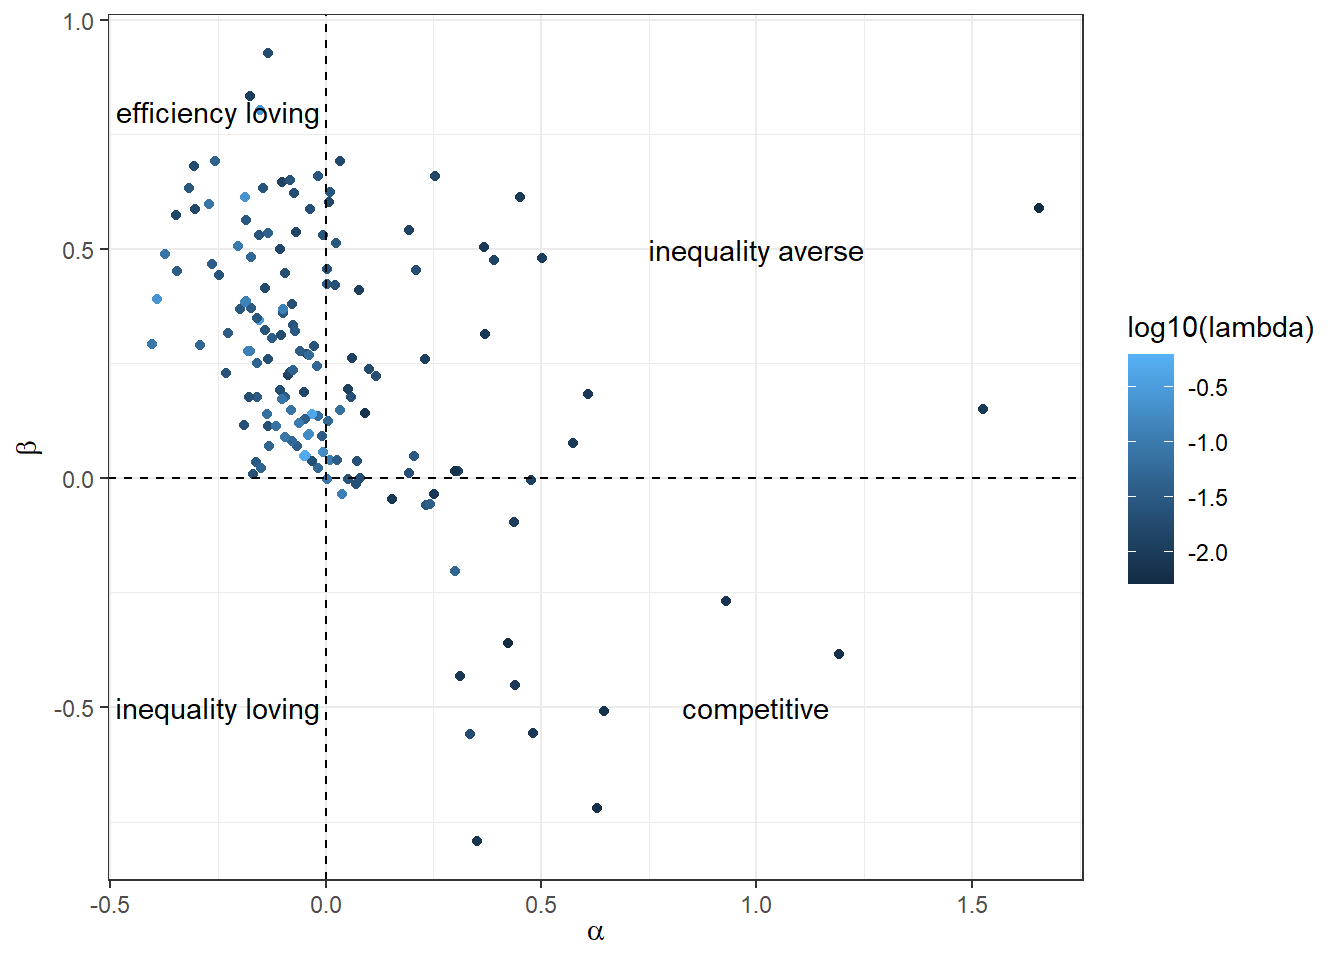 1.0
0.5
0.0
-0.5
β
efficiency loving
inequality averse
inequality loving
competitive
-0.5
0.0
0.5
1.0
1.5
α
log10(lambda)
-0.5
-1.0
-1.5
-2.0